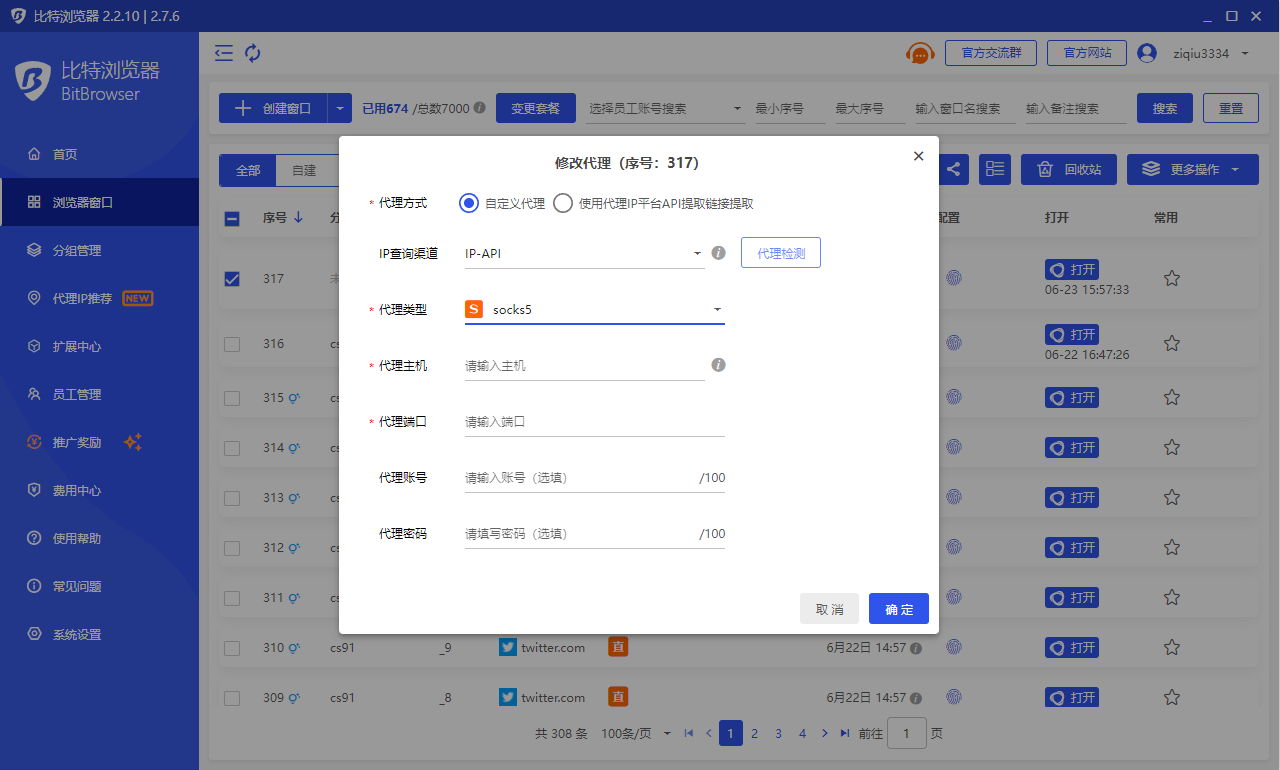 比特浏览器 2.2.10 | 2.7.6
比特浏览器
BitBrowser
官方交流群
官方网站
ziqiu3334
首页
浏览器窗口
分组管理
代理IP推荐 NEW
扩展中心
员工管理
推广奖励
费用中心
使用帮助
常见问题
系统设置
创建窗口
已用674 /总数7000
变更套餐
选择员工账号搜索
最小序号
最大序号
输入窗口名搜索
输入备注搜索
搜索
重置
全部
自建
回收站
更多操作
序号
配置
打开
常用
317
打开
06-23 15:57:33
316
打开
06-22 16:47:26
315
打开
314
打开
313
打开
312
打开
311
打开
310 cs91 _9 twitter.com 直 6月22日 14:57 打开
309 cs91 _8 twitter.com 直 6月22日 14:57 打开
共 308 条 100条/页 1 2 3 4 前往 1 页
修改代理（序号：317）
* 代理方式 自定义代理 使用代理IP平台API提取链接提取
IP查询渠道 IP-API 代理检测
* 代理类型 S socks5
* 代理主机 请输入主机
* 代理端口 请输入端口
代理账号 请输入账号（选填） /100
代理密码 请填写密码（选填） /100
取 消
确 定